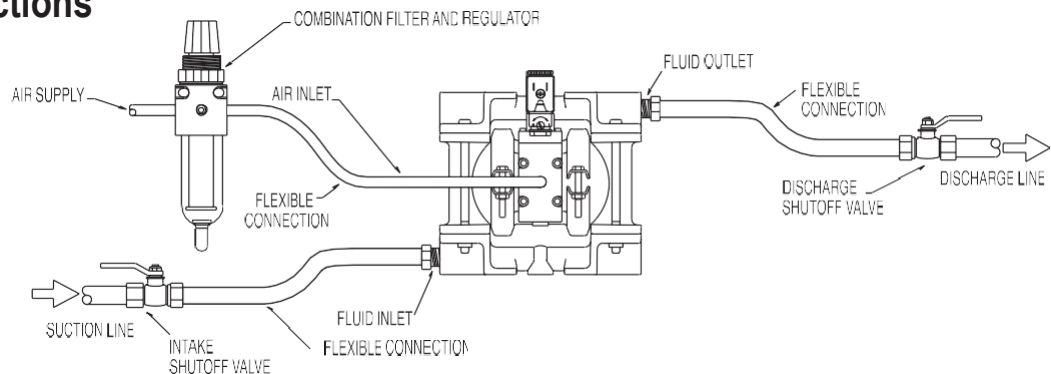 ctions
COMBINATION FILTER AND REGULATOR
AIR SUPPLY
AIR INLET
FLUID OUTLET
FLEXIBLE
CONNECTION
FLEXIBLE
CONNECTION
DISCHARGE
SHUTOFF VALVE
DISCHARGE LINE
SUCTION LINE
INTAKE
SHUTOFF VALVE
FLUID INLET
FLEXIBLE CONNECTION